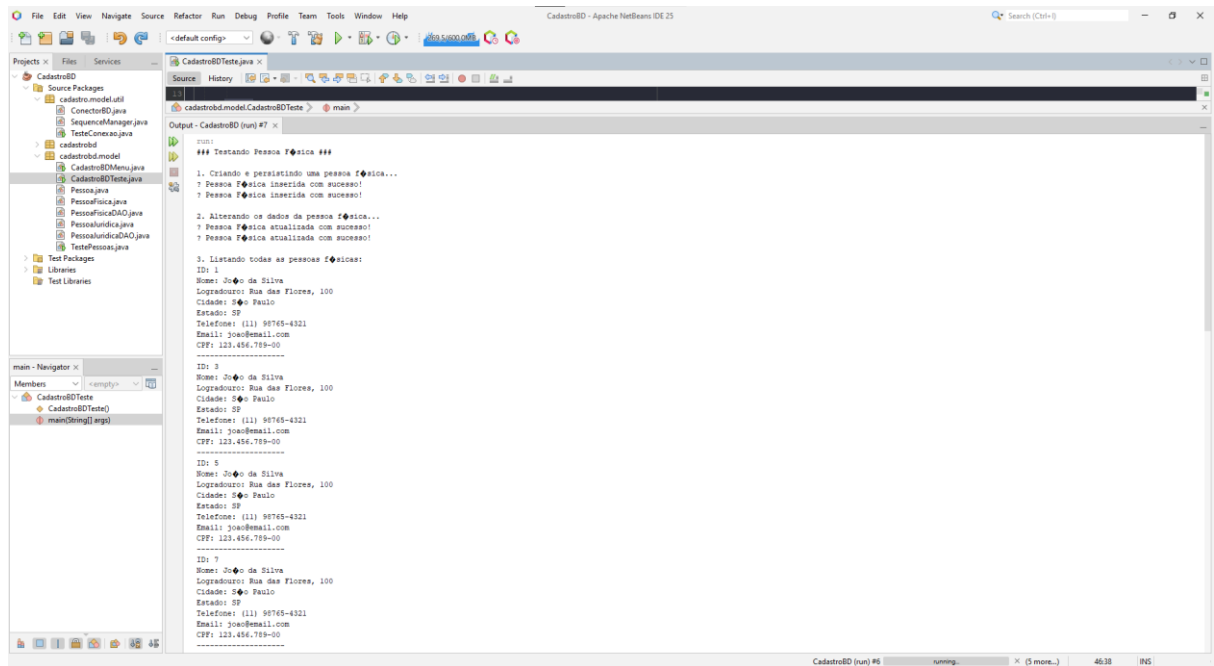 File Edit View Navigate Source Refactor Run Debug Profile Team Tools Window Help
CadastroBD - Apache NetBeans IDE 25
Search (Ctrl+I)
<default config>
Projects Files Services
CadastroBD
Source Packages
cadastro.model.util
ConectorBD.java
SequenceManager.java
TesteConexao.java
cadastrobd
cadastrobd.model
CadastroBDMenu.java
CadastroBDTeste.java
Pessoa.java
PessoaFisica.java
PessoaFisicaDAO.java
PessoaJuridica.java
PessoaJuridicaDAO.java
TestePessoas.java
Test Packages
Libraries
Test Libraries
main - Navigator
Members <empty>
CadastroBDTeste
CadastroBDTeste()
main(String[] args)
CadastroBDTeste.java
Source History
13
cadastrobd.model.CadastroBDTeste main
Output - CadastroBD (run) #7
run:
### Testando Pessoa F�sica ###
1. Criando e persistindo uma pessoa f�sica...
? Pessoa F�sica inserida com sucesso!
? Pessoa F�sica inserida com sucesso!
2. Alterando os dados da pessoa f�sica...
? Pessoa F�sica atualizada com sucesso!
? Pessoa F�sica atualizada com sucesso!
3. Listando todas as pessoas f�sicas:
ID: 1
Nome: Jo�o da Silva
Logradouro: Rua das Flores, 100
Cidade: S�o Paulo
Estado: SP
Telefone: (11) 98765-4321
Email: joao@email.com
CPF: 123.456.789-00
--------------------
ID: 3
Nome: Jo�o da Silva
Logradouro: Rua das Flores, 100
Cidade: S�o Paulo
Estado: SP
Telefone: (11) 98765-4321
Email: joao@email.com
CPF: 123.456.789-00
--------------------
ID: 5
Nome: Jo�o da Silva
Logradouro: Rua das Flores, 100
Cidade: S�o Paulo
Estado: SP
Telefone: (11) 98765-4321
Email: joao@email.com
CPF: 123.456.789-00
--------------------
ID: 7
Nome: Jo�o da Silva
Logradouro: Rua das Flores, 100
Cidade: S�o Paulo
Estado: SP
Telefone: (11) 98765-4321
Email: joao@email.com
CPF: 123.456.789-00
--------------------
CadastroBD (run) #6 running... (5 more...) 46:38 INS